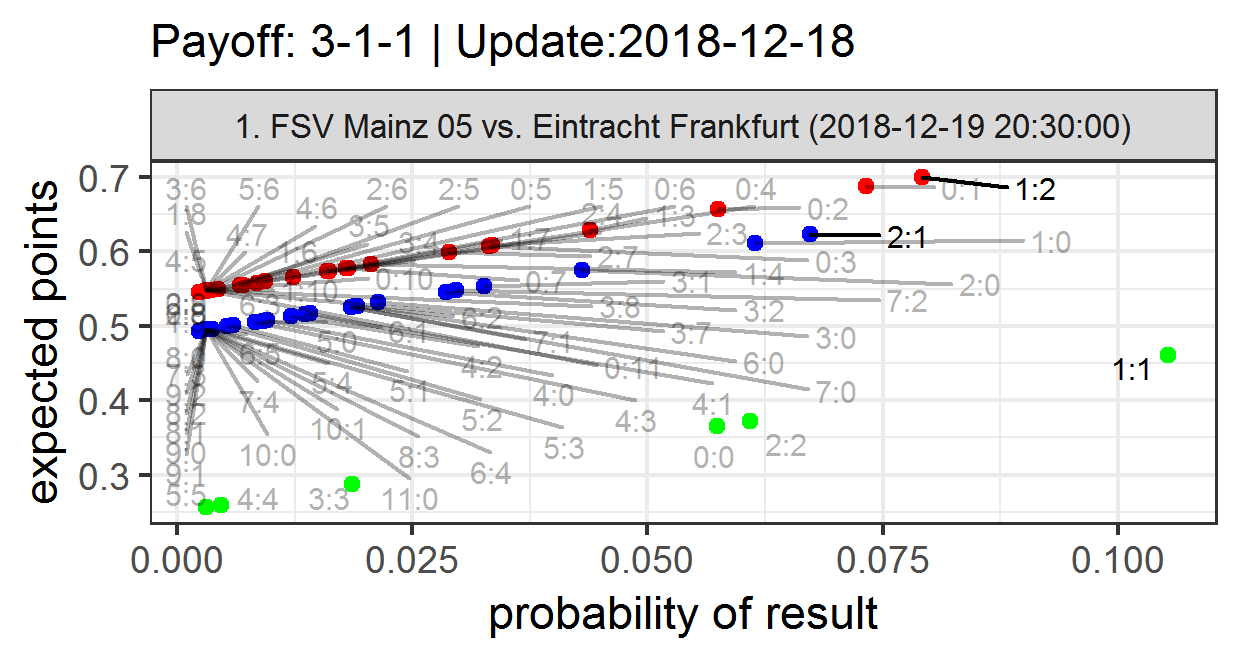 Payoff: 3-1-1 | Update:2018-12-18
1. FSV Mainz 05 vs. Eintracht Frankfurt (2018-12-19 20:30:00)
expected points
0.7
0.6
0.5
0.4
0.3
3:6 5:6 2:6 2:5 0:5 1:5 0:6 0:4 0:1 1:2
1:8 4:6 3:5 2:4 1:3 0:2
4:7 3:4 1:7 2:3 2:1 1:0
4:5 1:6 2:7 0:3
1:10 0:10 0:7 3:1 1:4 2:0
6:3 6:2 3:8 3:2 7:2
6:1 7:1 3:7 3:0
6:5 5:0 4:2 0:11 6:0 1:1
5:4 5:1 4:0 7:0
7:4 5:2 4:3 4:1
8:1 10:1 5:3 2:2
9:0 10:0 8:3 0:0
9:1 6:4
5:5 4:4 3:3 11:0
0.000 0.025 0.050 0.075 0.100
probability of result